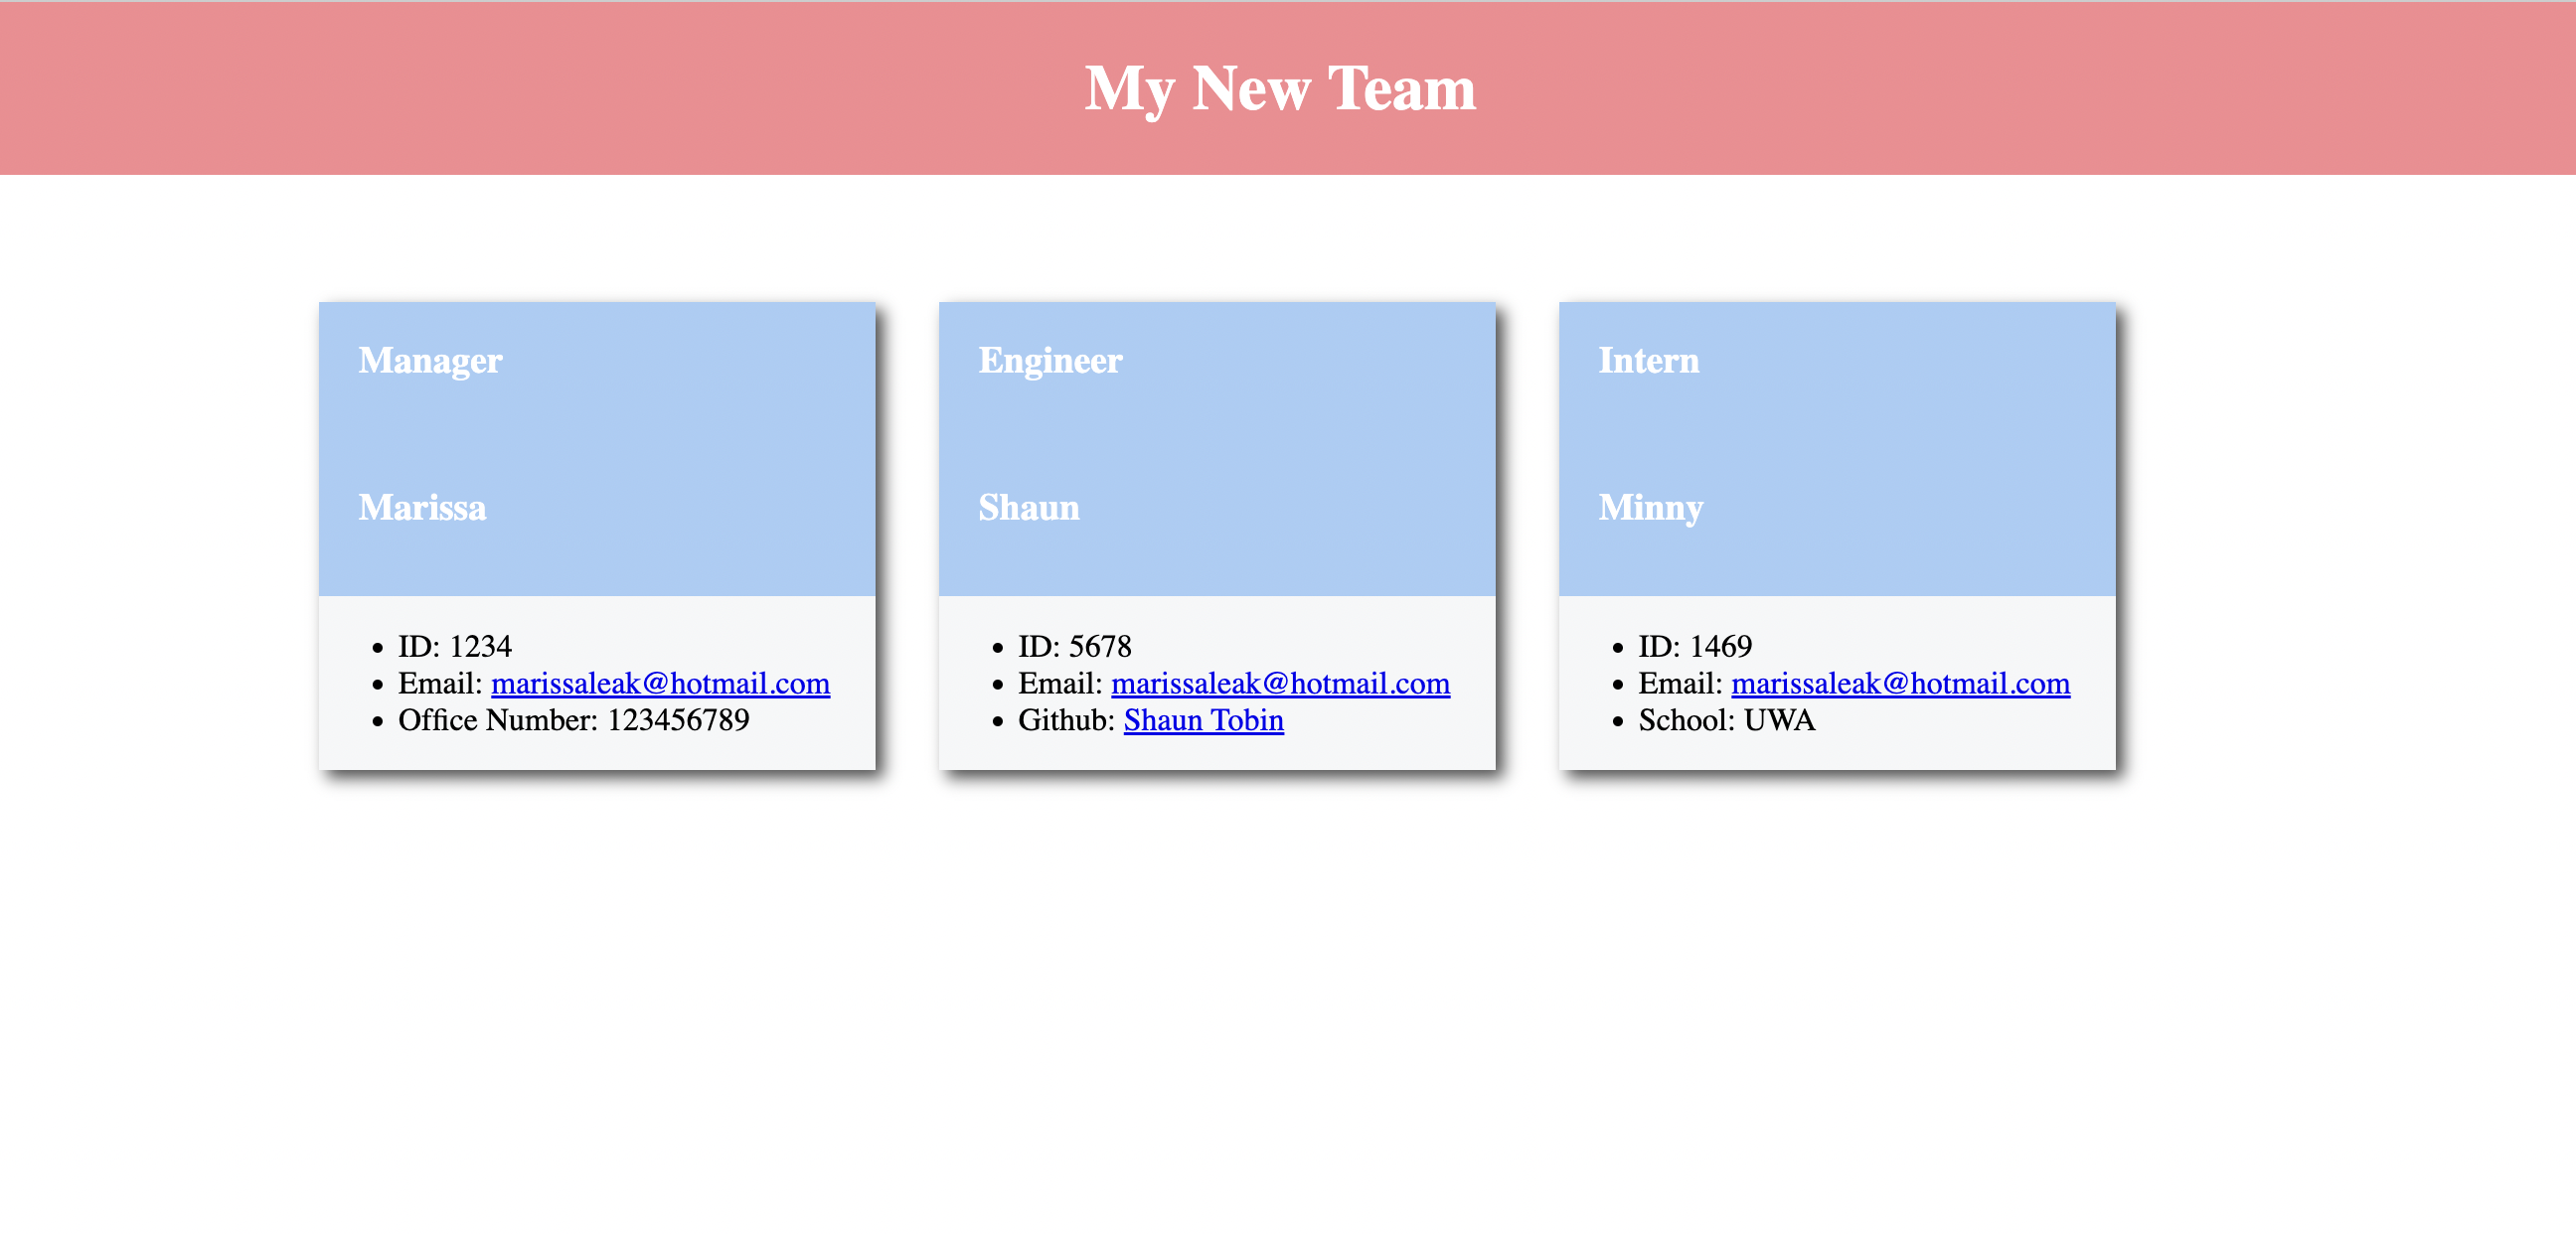 My New Team
Manager
Marissa
• ID: 1234
• Email: marissaleak@hotmail.com
• Office Number: 123456789
Engineer
Shaun
• ID: 5678
• Email: marissaleak@hotmail.com
• Github: Shaun Tobin
Intern
Minny
• ID: 1469
• Email: marissaleak@hotmail.com
• School: UWA